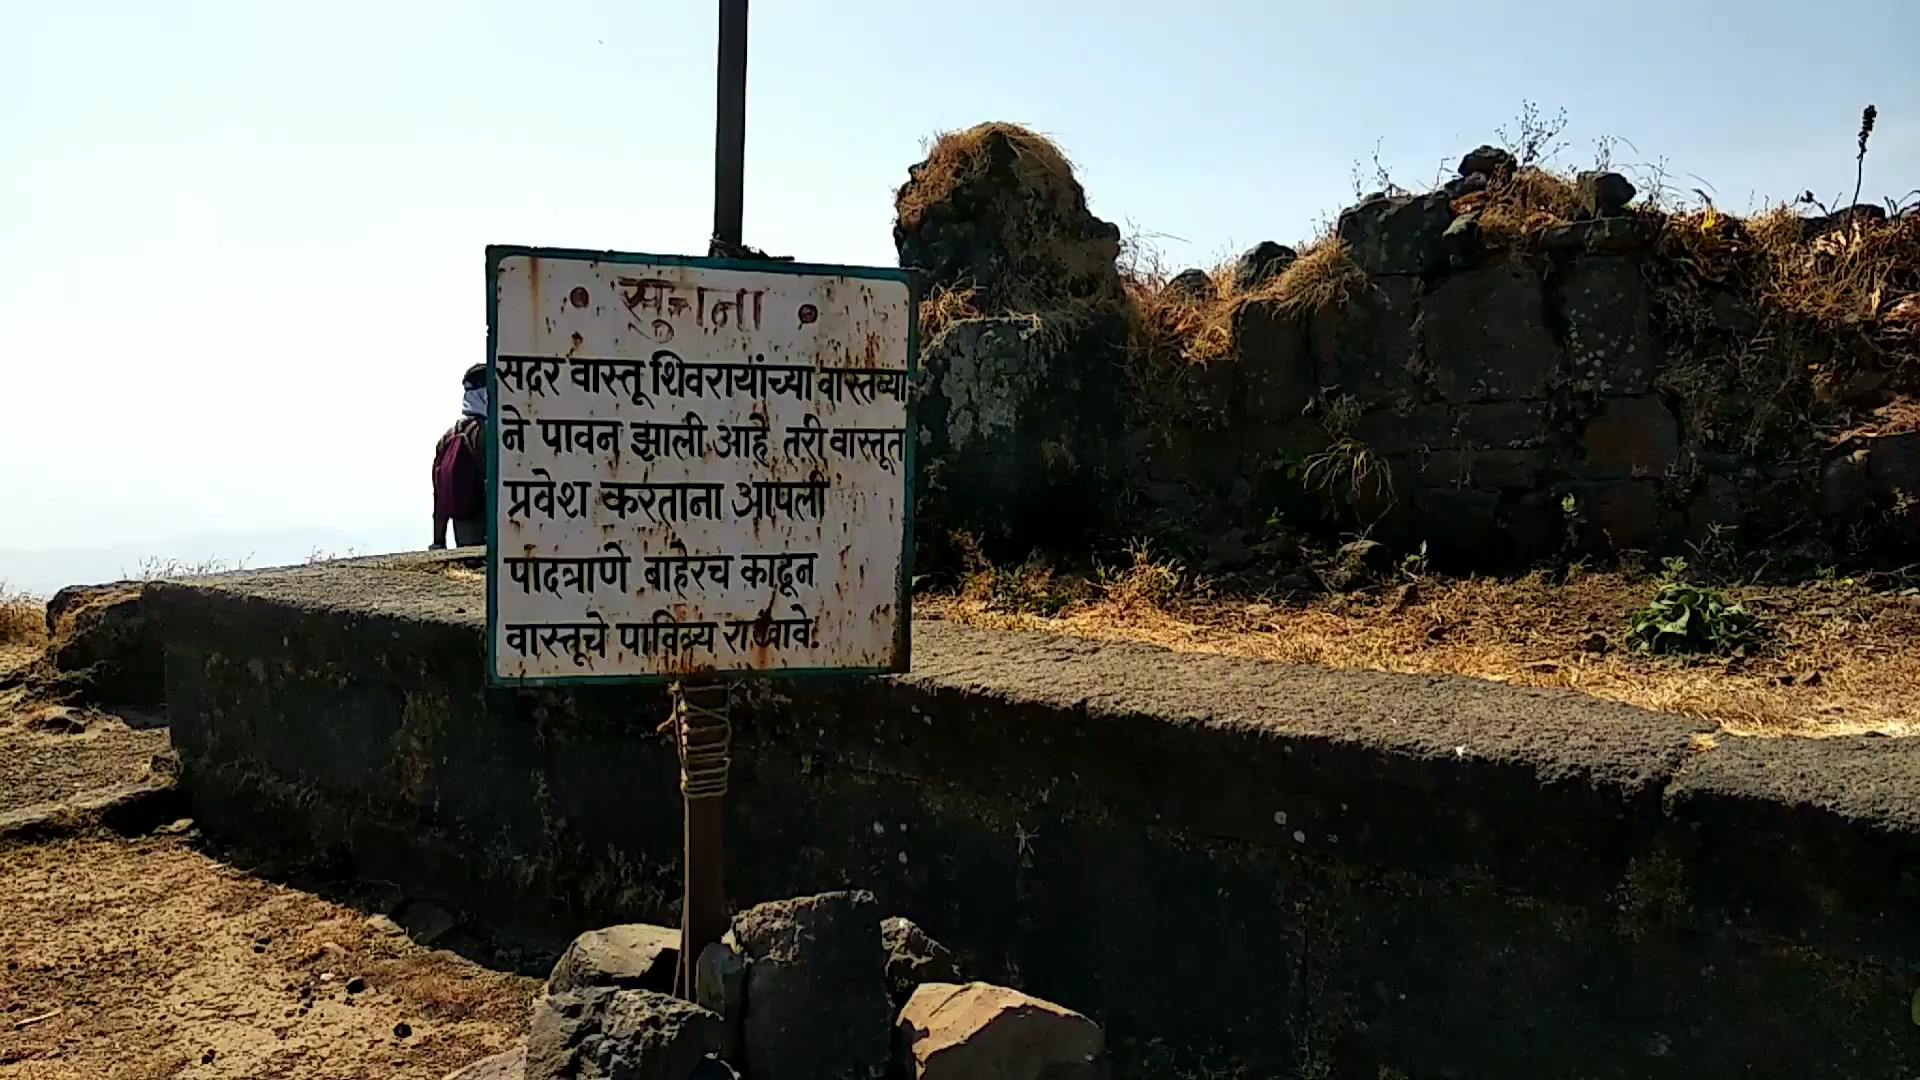 • सूचना •
सदर वास्तू शिवरायांच्या वास्तव्या
ने पावन झाली आहे तरी वास्तूत
प्रवेश करताना आपली
पादत्राणे बाहेरच काढून
वास्तूचे पावित्र्य राखावे.